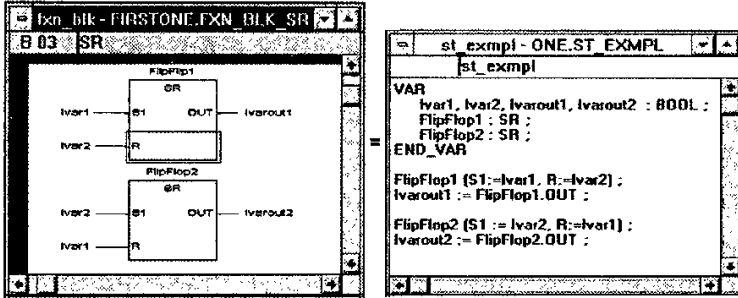 fxn_blk - FIRSTONE.FXN_BLK_SR
B 03 SR
FlipFlop1
SR
lvar1 S1 OUT lvarout1
lvar2 R
FlipFlop2
SR
lvar2 S1 OUT lvarout2
lvar1 R
=
st_exmpl - ONE.ST_EXMPL
st_exmpl
VAR
lvar1, lvar2, lvarout1, lvarout2 : BOOL ;
FlipFlop1 : SR ;
FlipFlop2 : SR ;
END_VAR
FlipFlop1 (S1:=lvar1, R:=lvar2) ;
lvarout1 := FlipFlop1.OUT ;
FlipFlop2 (S1 := lvar2, R:=lvar1) ;
lvarout2 := FlipFlop2.OUT ;